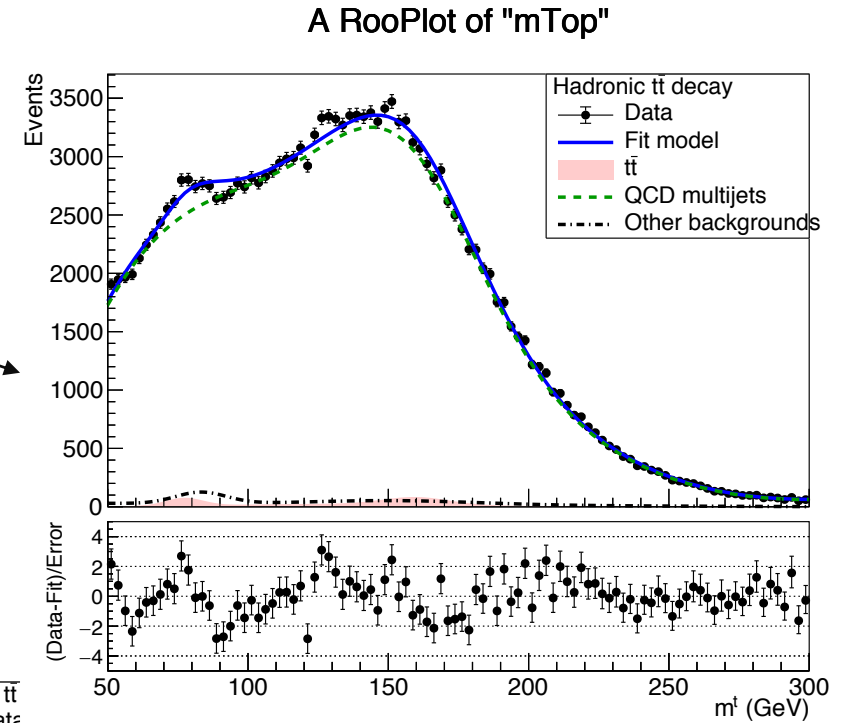 A RooPlot of "mTop"
Events
3500
3000
2500
2000
1500
1000
500
0
Hadronic tt̄ decay
Data
Fit model
tt̄
QCD multijets
Other backgrounds
(Data-Fit)/Error
4
2
0
−2
−4
50 100 150 200 250 300
mᵗ (GeV)
tt̄